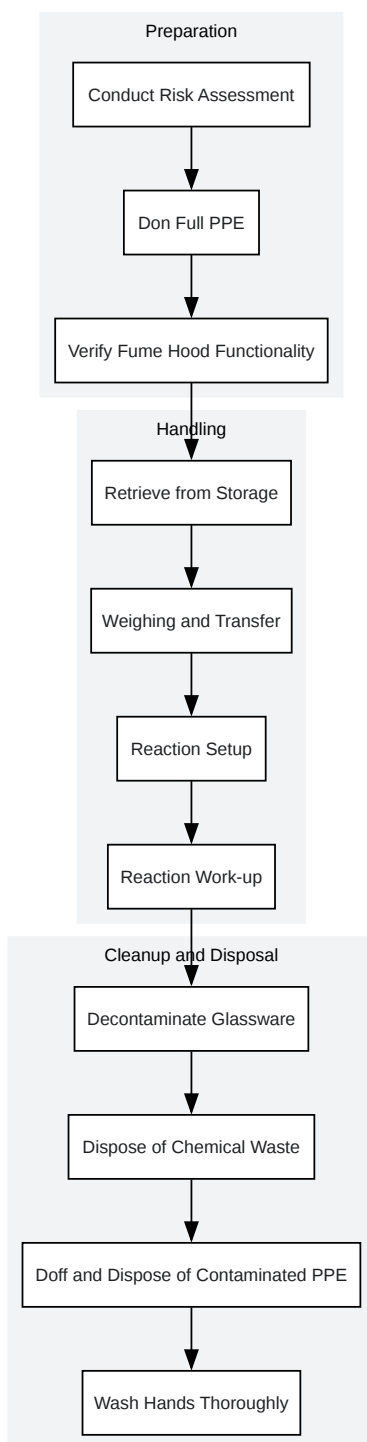 Preparation
Conduct Risk Assessment
Don Full PPE
Verify Fume Hood Functionality
Handling
Retrieve from Storage
Weighing and Transfer
Reaction Setup
Reaction Work-up
Cleanup and Disposal
Decontaminate Glassware
Dispose of Chemical Waste
Doff and Dispose of Contaminated PPE
Wash Hands Thoroughly